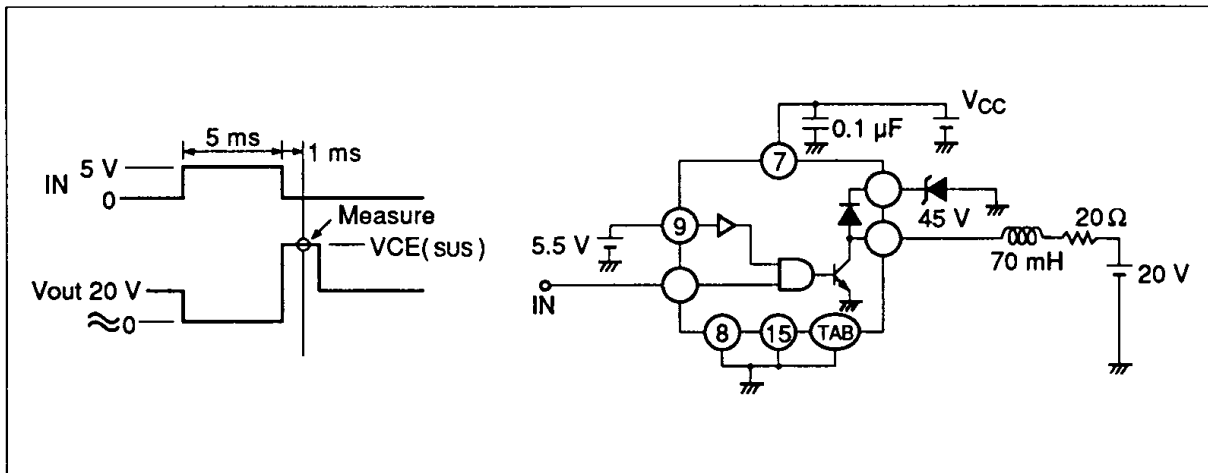 5 ms
1 ms
5 V
IN
0
Measure
VCE(sus)
Vout 20 V
≈0
VCC
0.1 μF
7
9
5.5 V
45 V
20 Ω
70 mH
20 V
IN
8
15
TAB